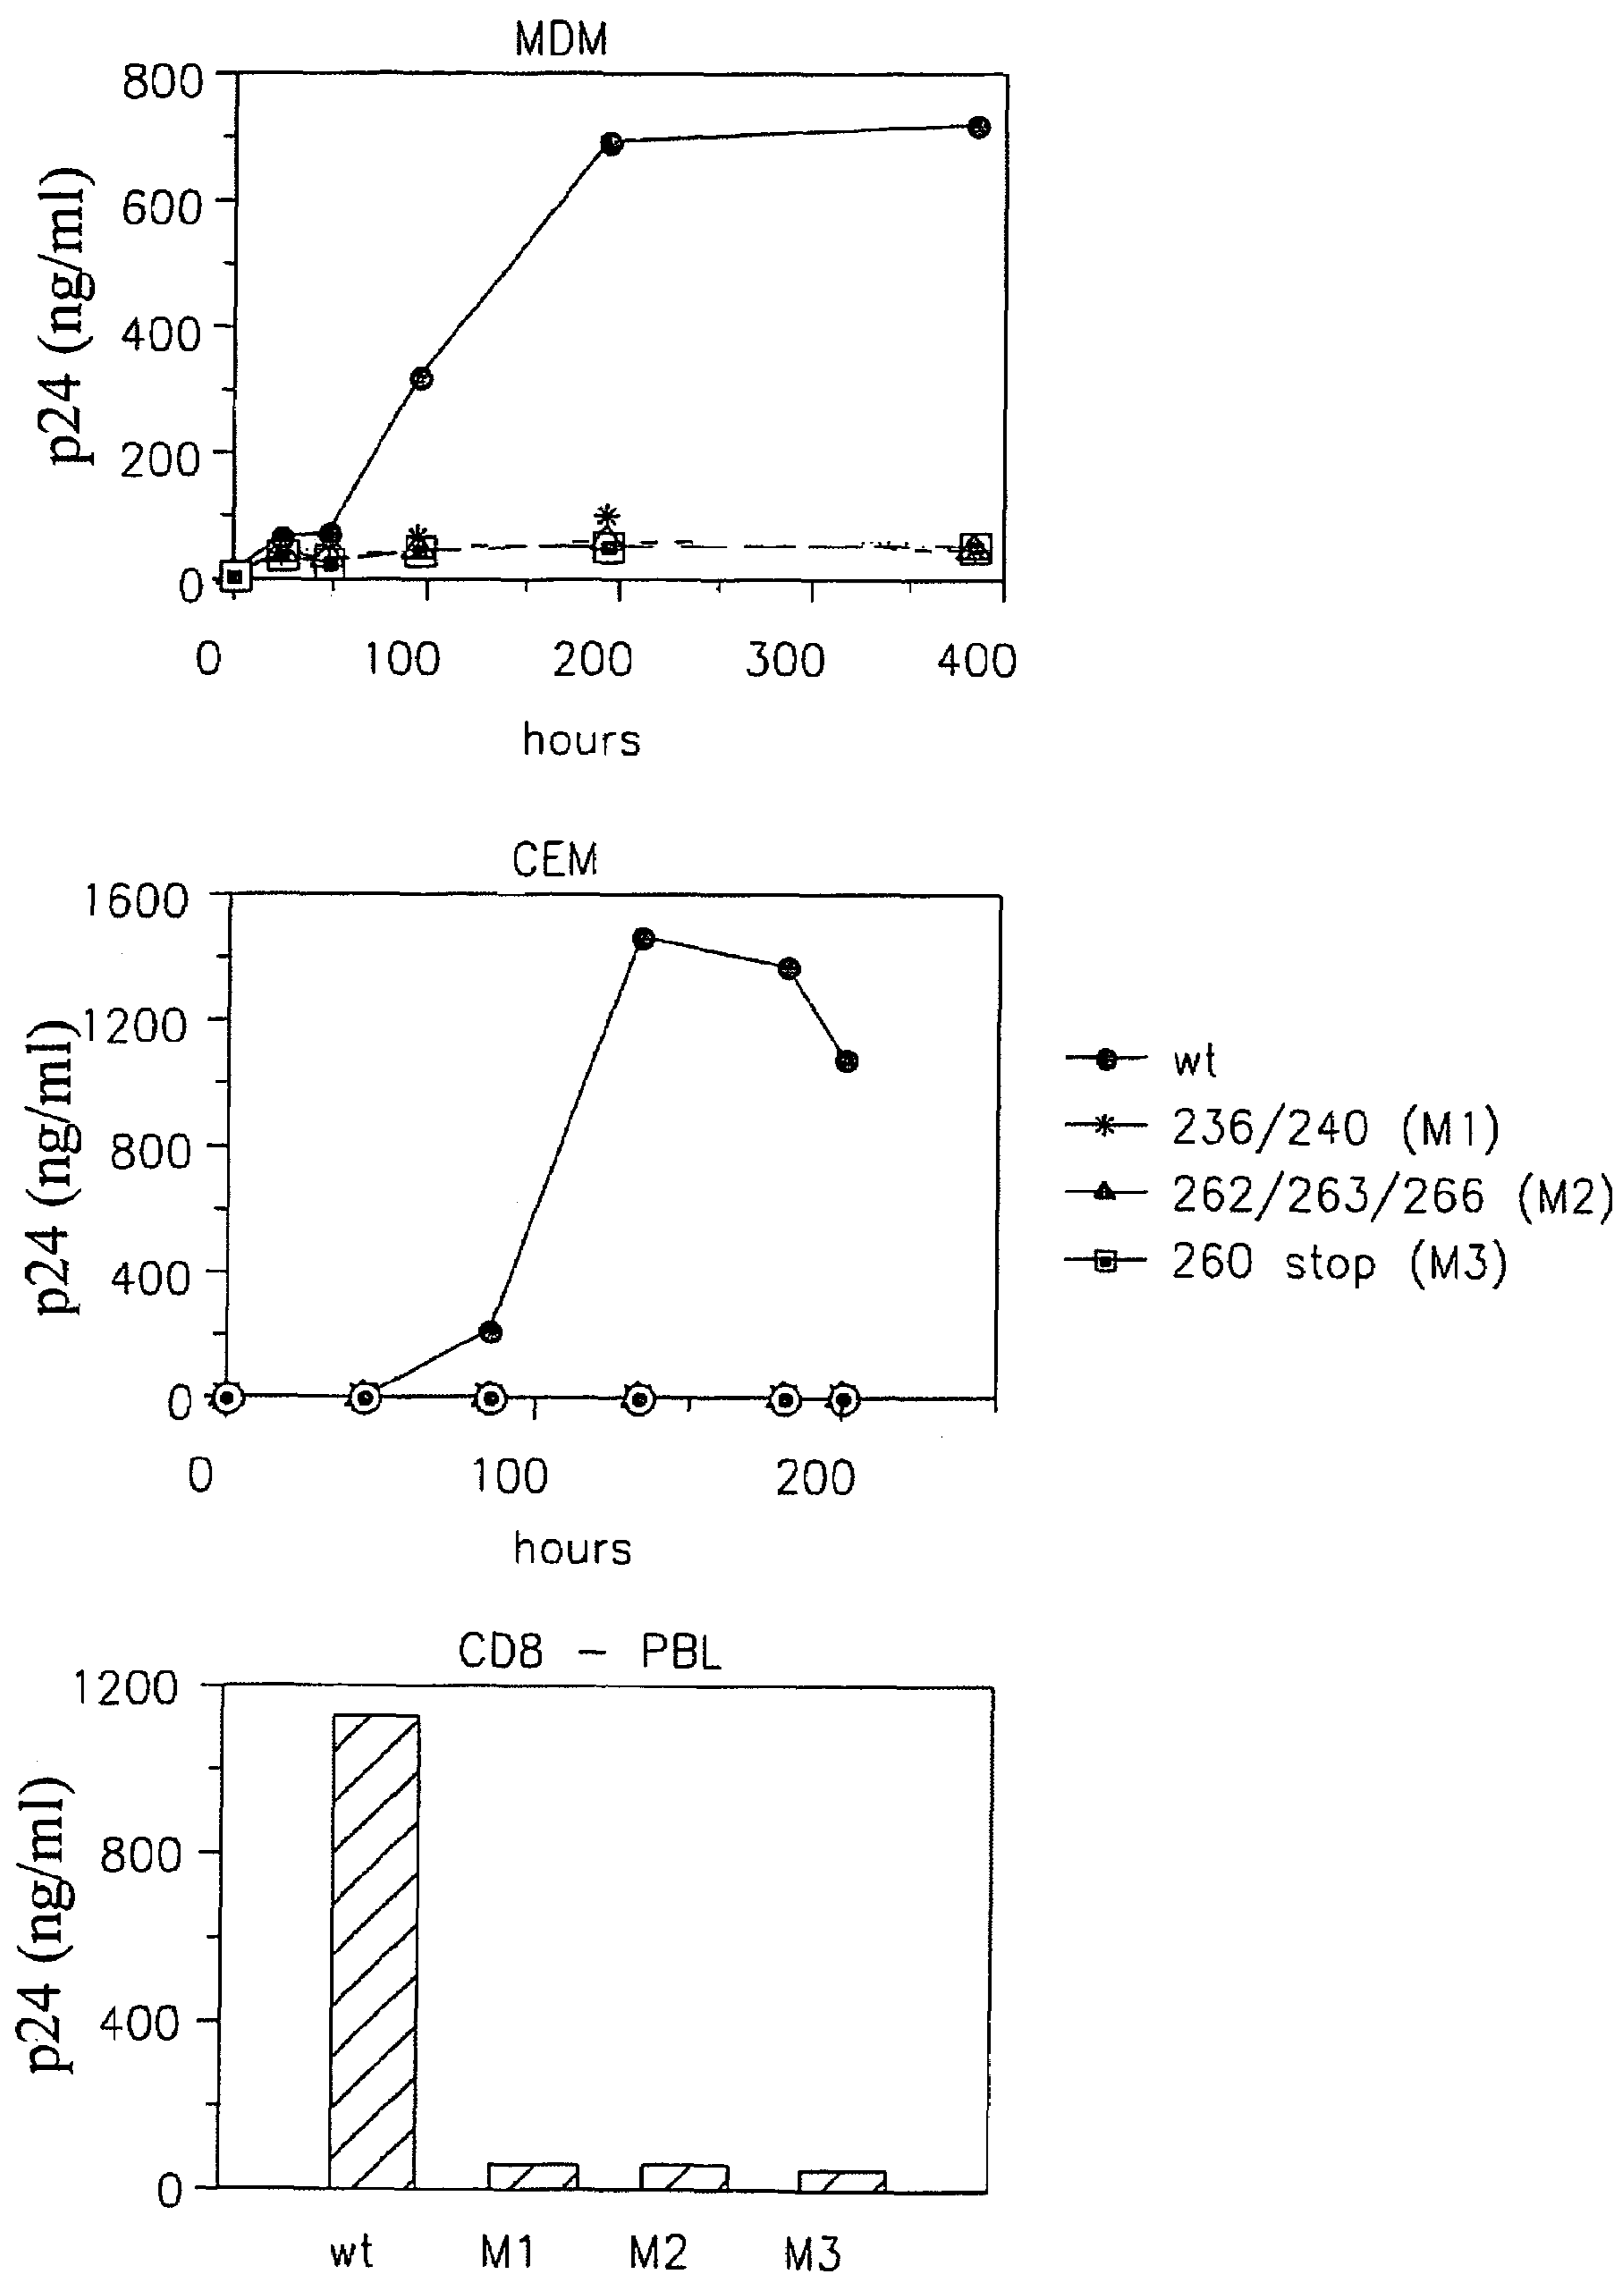 MDM
800
600
400
200
0
p24 (ng/ml)
0 100 200 300 400
hours
CEM
1600
1200
800
400
0
p24 (ng/ml)
0 100 200
hours
wt
236/240 (M1)
262/263/266 (M2)
260 stop (M3)
CD8 - PBL
1200
800
400
0
p24 (ng/ml)
wt M1 M2 M3